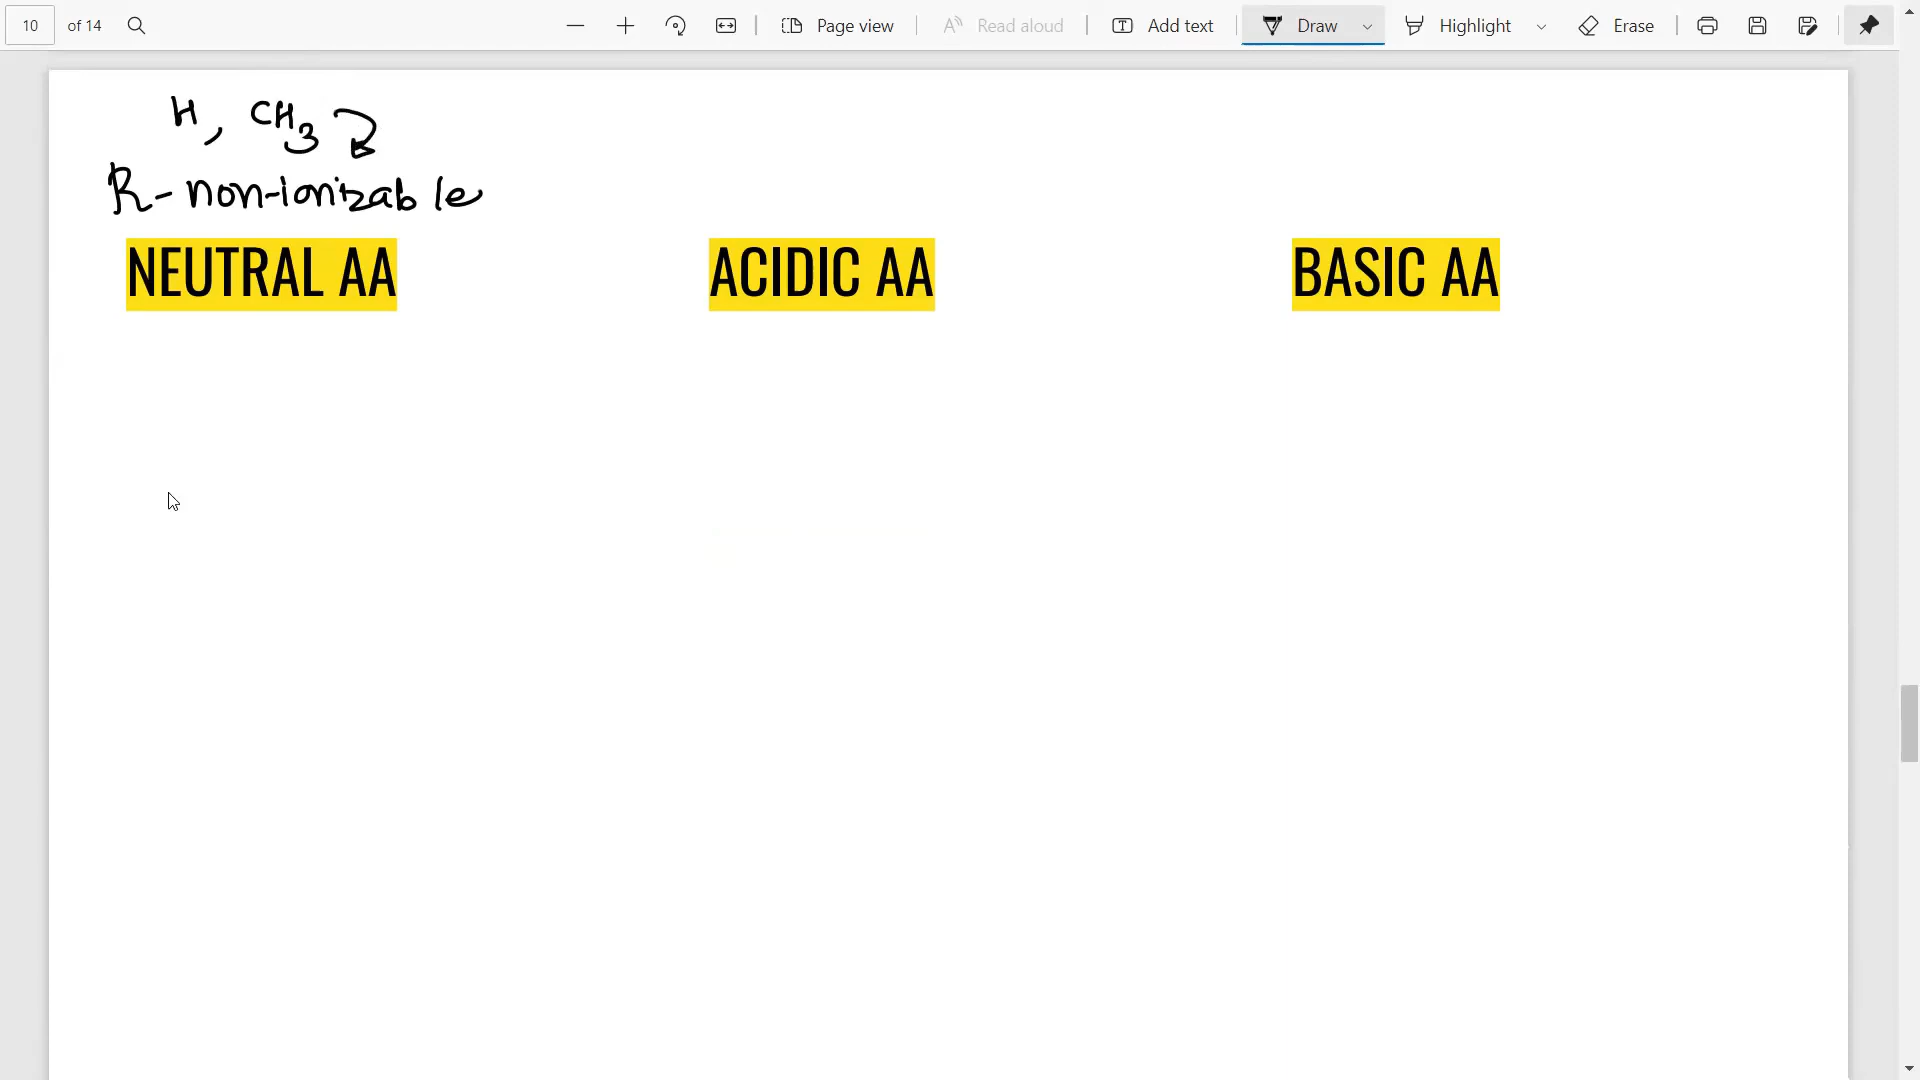 10 of 14 Page view Read aloud Add text Draw Highlight Erase
H, CH3
R- non-ionizable
NEUTRAL AA ACIDIC AA BASIC AA